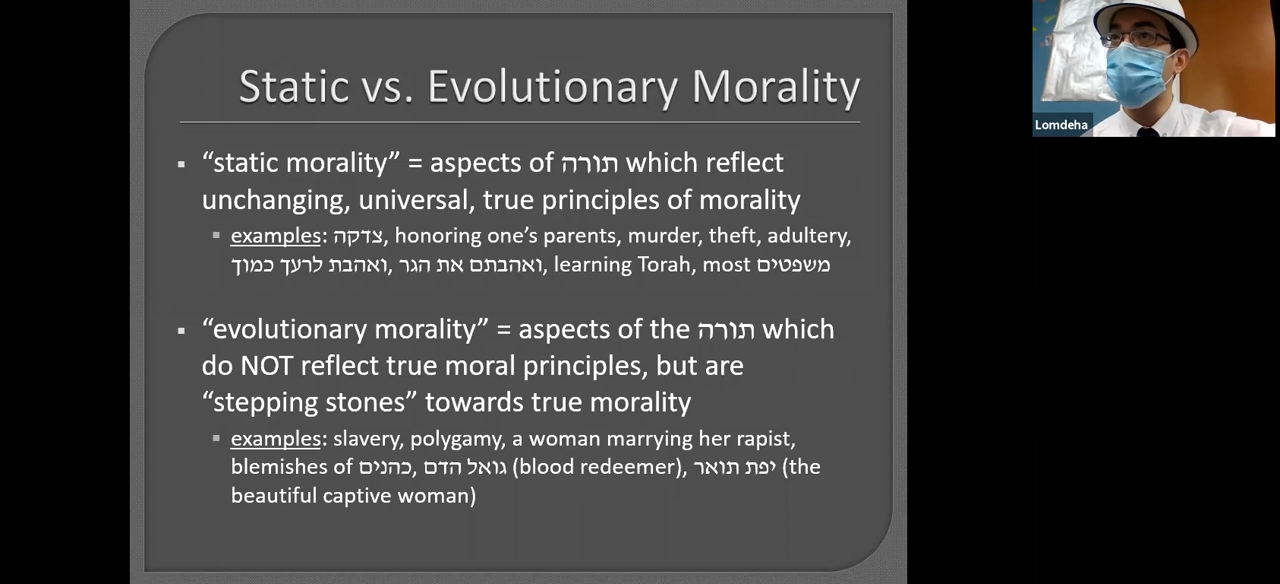 Static vs. Evolutionary Morality
▪ “static morality” = aspects of תורה which reflect
unchanging, universal, true principles of morality
▪ examples: צדקה, honoring one’s parents, murder, theft, adultery,
ואהבת לרעך כמוך, ואהבתם את הגר, learning Torah, most משפטים
▪ “evolutionary morality” = aspects of the תורה which
do NOT reflect true moral principles, but are
“stepping stones” towards true morality
▪ examples: slavery, polygamy, a woman marrying her rapist,
blemishes of כהנים, גואל הדם (blood redeemer), יפת תואר (the
beautiful captive woman)
Lomdeha